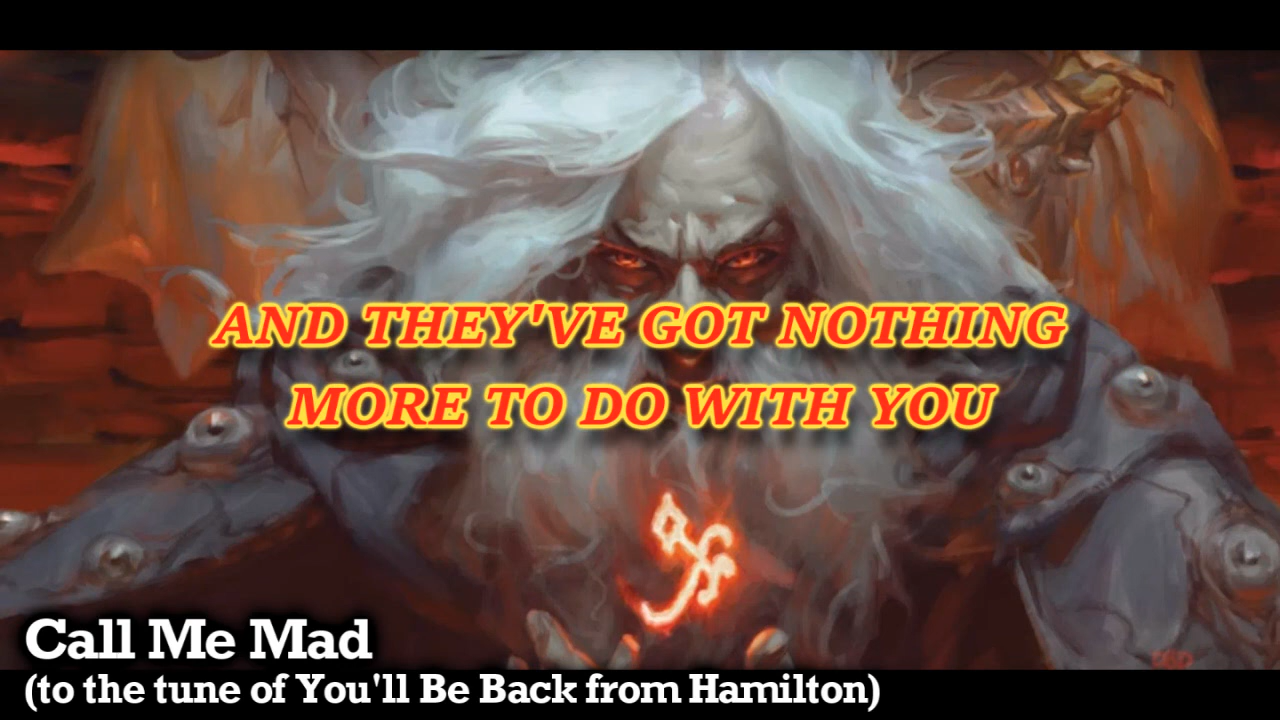 AND THEY'VE GOT NOTHING
MORE TO DO WITH YOU
Call Me Mad
(to the tune of You'll Be Back from Hamilton)